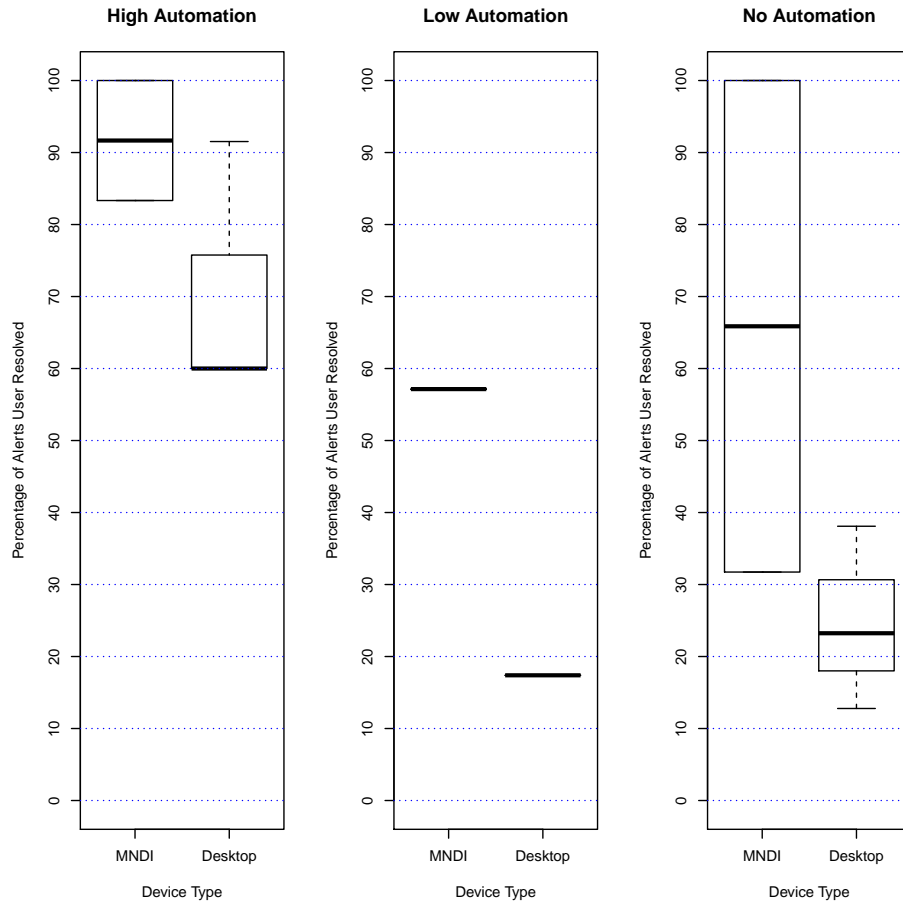 High Automation
Percentage of Alerts User Resolved
100
90
80
70
60
50
40
30
20
10
0
MNDI Desktop
Device Type
Low Automation
Percentage of Alerts User Resolved
100
90
80
70
60
50
40
30
20
10
0
MNDI Desktop
Device Type
No Automation
Percentage of Alerts User Resolved
100
90
80
70
60
50
40
30
20
10
0
MNDI Desktop
Device Type